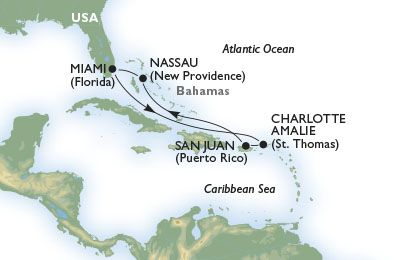 USA
Atlantic Ocean
NASSAU
(New Providence)
MIAMI
(Florida)
Bahamas
CHARLOTTE
AMALIE
(St. Thomas)
SAN JUAN
(Puerto Rico)
Caribbean Sea